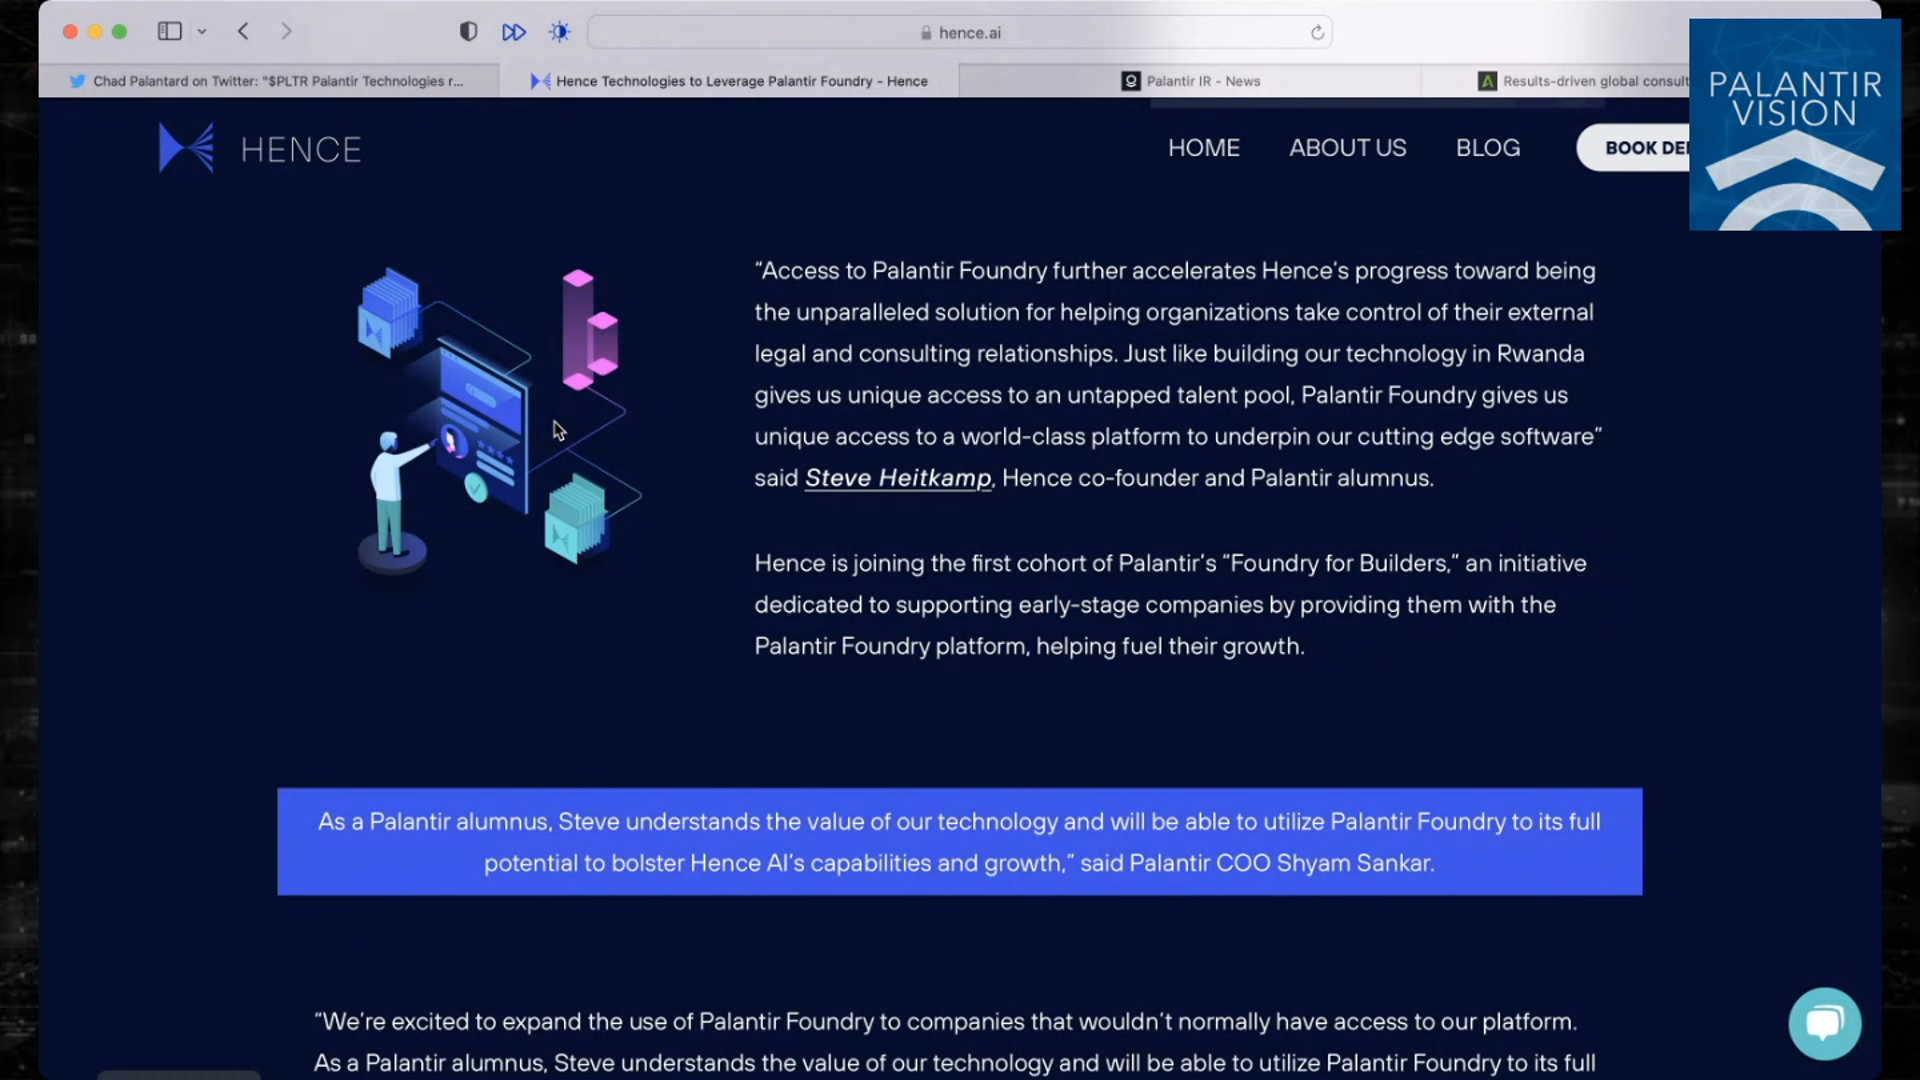 hence.ai
Chad Palantard on Twitter: "$PLTR Palantir Technologies r...
Hence Technologies to Leverage Palantir Foundry - Hence
Palantir IR - News
Results-driven global consult
PALANTIR
VISION
HENCE
HOME
ABOUT US
BLOG
BOOK DE
“Access to Palantir Foundry further accelerates Hence’s progress toward being
the unparalleled solution for helping organizations take control of their external
legal and consulting relationships. Just like building our technology in Rwanda
gives us unique access to an untapped talent pool, Palantir Foundry gives us
unique access to a world-class platform to underpin our cutting edge software”
said Steve Heitkamp, Hence co-founder and Palantir alumnus.
Hence is joining the first cohort of Palantir’s “Foundry for Builders,” an initiative
dedicated to supporting early-stage companies by providing them with the
Palantir Foundry platform, helping fuel their growth.
As a Palantir alumnus, Steve understands the value of our technology and will be able to utilize Palantir Foundry to its full
potential to bolster Hence AI’s capabilities and growth,” said Palantir COO Shyam Sankar.
“We’re excited to expand the use of Palantir Foundry to companies that wouldn’t normally have access to our platform.
As a Palantir alumnus, Steve understands the value of our technology and will be able to utilize Palantir Foundry to its full